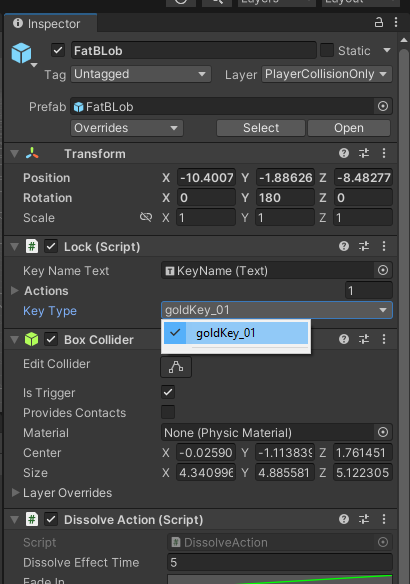 Layers
Layout
Inspector
FatBLob
Static
Tag Untagged Layer PlayerCollisionOnly
Prefab FatBLob
Overrides Select Open
Transform
Position X -10.4007 Y -1.88626 Z -8.48277
Rotation X 0 Y 180 Z 0
Scale X 1 Y 1 Z 1
Lock (Script)
Key Name Text KeyName (Text)
Actions 1
Key Type goldKey_01
goldKey_01
Box Collider
Edit Collider
Is Trigger
Provides Contacts
Material None (Physic Material)
Center X -0.02590 Y -1.113839 Z 1.761451
Size X 4.340996 Y 4.885581 Z 5.122305
Layer Overrides
Dissolve Action (Script)
Script DissolveAction
Dissolve Effect Time 5
Fade In